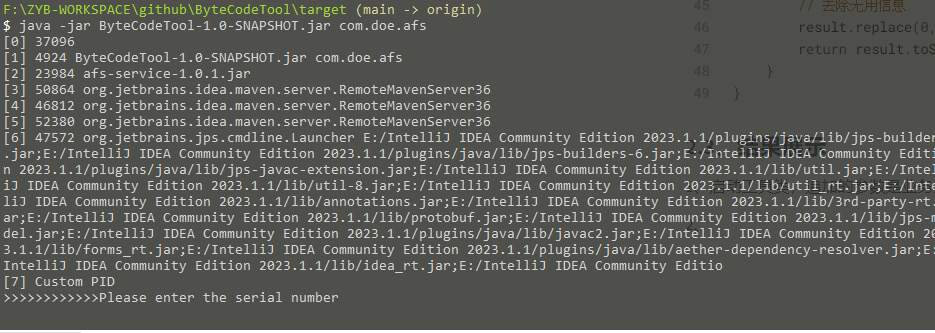 F:\ZYB-WORKSPACE\github\ByteCodeTool\target (main -> origin)
$ java -jar ByteCodeTool-1.0-SNAPSHOT.jar com.doe.afs
[0] 37096
[1] 4924 ByteCodeTool-1.0-SNAPSHOT.jar com.doe.afs
[2] 23984 afs-service-1.0.1.jar
[3] 50864 org.jetbrains.idea.maven.server.RemoteMavenServer36
[4] 46812 org.jetbrains.idea.maven.server.RemoteMavenServer36
[5] 52380 org.jetbrains.idea.maven.server.RemoteMavenServer36
[6] 47572 org.jetbrains.jps.cmdline.Launcher E:/IntelliJ IDEA Community Edition 2023.1.1/plugins/java/lib/jps-builder
.jar;E:/IntelliJ IDEA Community Edition 2023.1.1/plugins/java/lib/jps-builders-6.jar;E:/IntelliJ IDEA Community Editi
n 2023.1.1/plugins/java/lib/jps-javac-extension.jar;E:/IntelliJ IDEA Community Edition 2023.1.1/lib/util.jar;E:/Intel
iJ IDEA Community Edition 2023.1.1/lib/util-8.jar;E:/IntelliJ IDEA Community Edition 2023.1.1/lib/util_rt.jar;E:/Inte
liJ IDEA Community Edition 2023.1.1/lib/annotations.jar;E:/IntelliJ IDEA Community Edition 2023.1.1/lib/3rd-party-rt.
ar;E:/IntelliJ IDEA Community Edition 2023.1.1/lib/protobuf.jar;E:/IntelliJ IDEA Community Edition 2023.1.1/lib/jps-m
del.jar;E:/IntelliJ IDEA Community Edition 2023.1.1/plugins/java/lib/javac2.jar;E:/IntelliJ IDEA Community Edition 20
3.1.1/lib/forms_rt.jar;E:/IntelliJ IDEA Community Edition 2023.1.1/plugins/java/lib/aether-dependency-resolver.jar;E:
IntelliJ IDEA Community Edition 2023.1.1/lib/idea_rt.jar;E:/IntelliJ IDEA Community Editio
[7] Custom PID
>>>>>>>>>>>>Please enter the serial number
45 // 去除无用信息
46 result.replace(0,
47 return result.toS
48 }
49 }